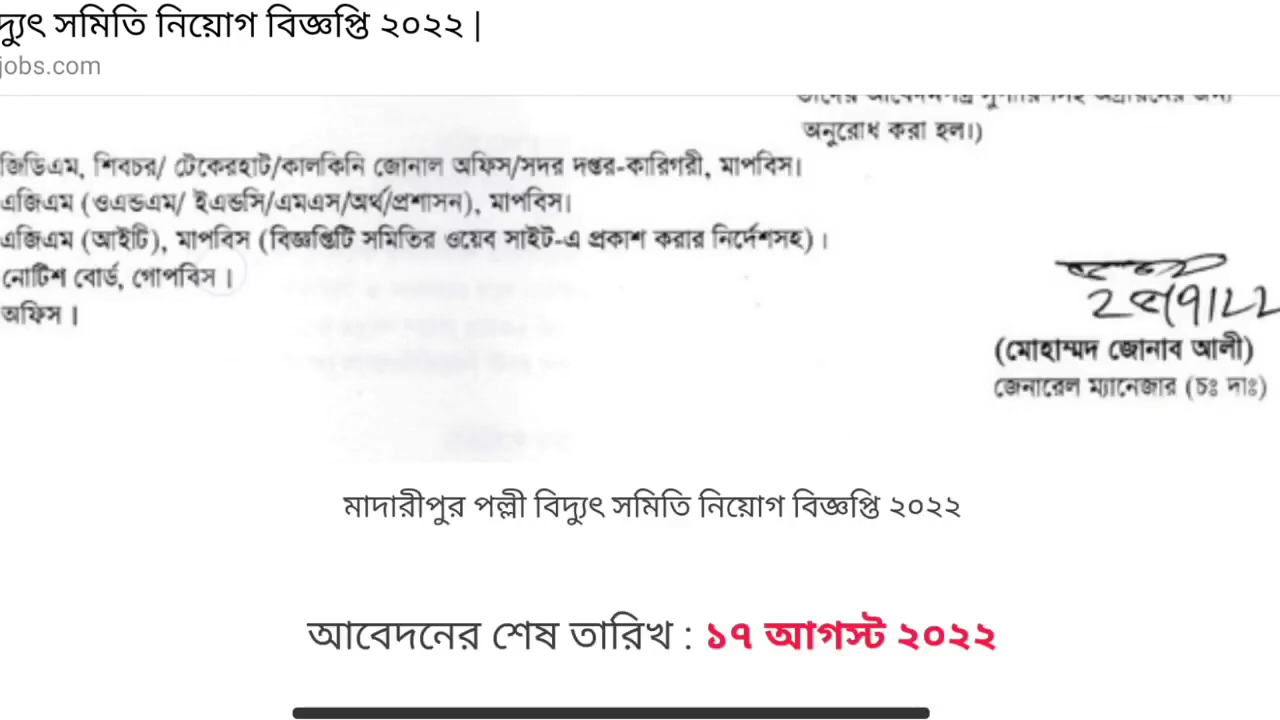 দ্যুৎ সমিতি নিয়োগ বিজ্ঞপ্তি ২০২২ |
jobs.com
অনুরোধ করা হল।)
জিডিএম, শিবচর/ টেকেরহাট/কালকিনি জোনাল অফিস/সদর দপ্তর-কারিগরী, মাপবিস।
এজিএম (ওএন্ডএম/ ইএন্ডসি/এমএস/অর্থ/প্রশাসন), মাপবিস।
এজিএম (আইটি), মাপবিস (বিজ্ঞপ্তিটি সমিতির ওয়েব সাইট-এ প্রকাশ করার নির্দেশসহ) ।
নোটিশ বোর্ড, গোপবিস ।
অফিস ।
(মোহাম্মদ জোনাব আলী)
জেনারেল ম্যানেজার (চঃ দাঃ)
মাদারীপুর পল্লী বিদ্যুৎ সমিতি নিয়োগ বিজ্ঞপ্তি ২০২২
আবেদনের শেষ তারিখ : ১৭ আগস্ট ২০২২